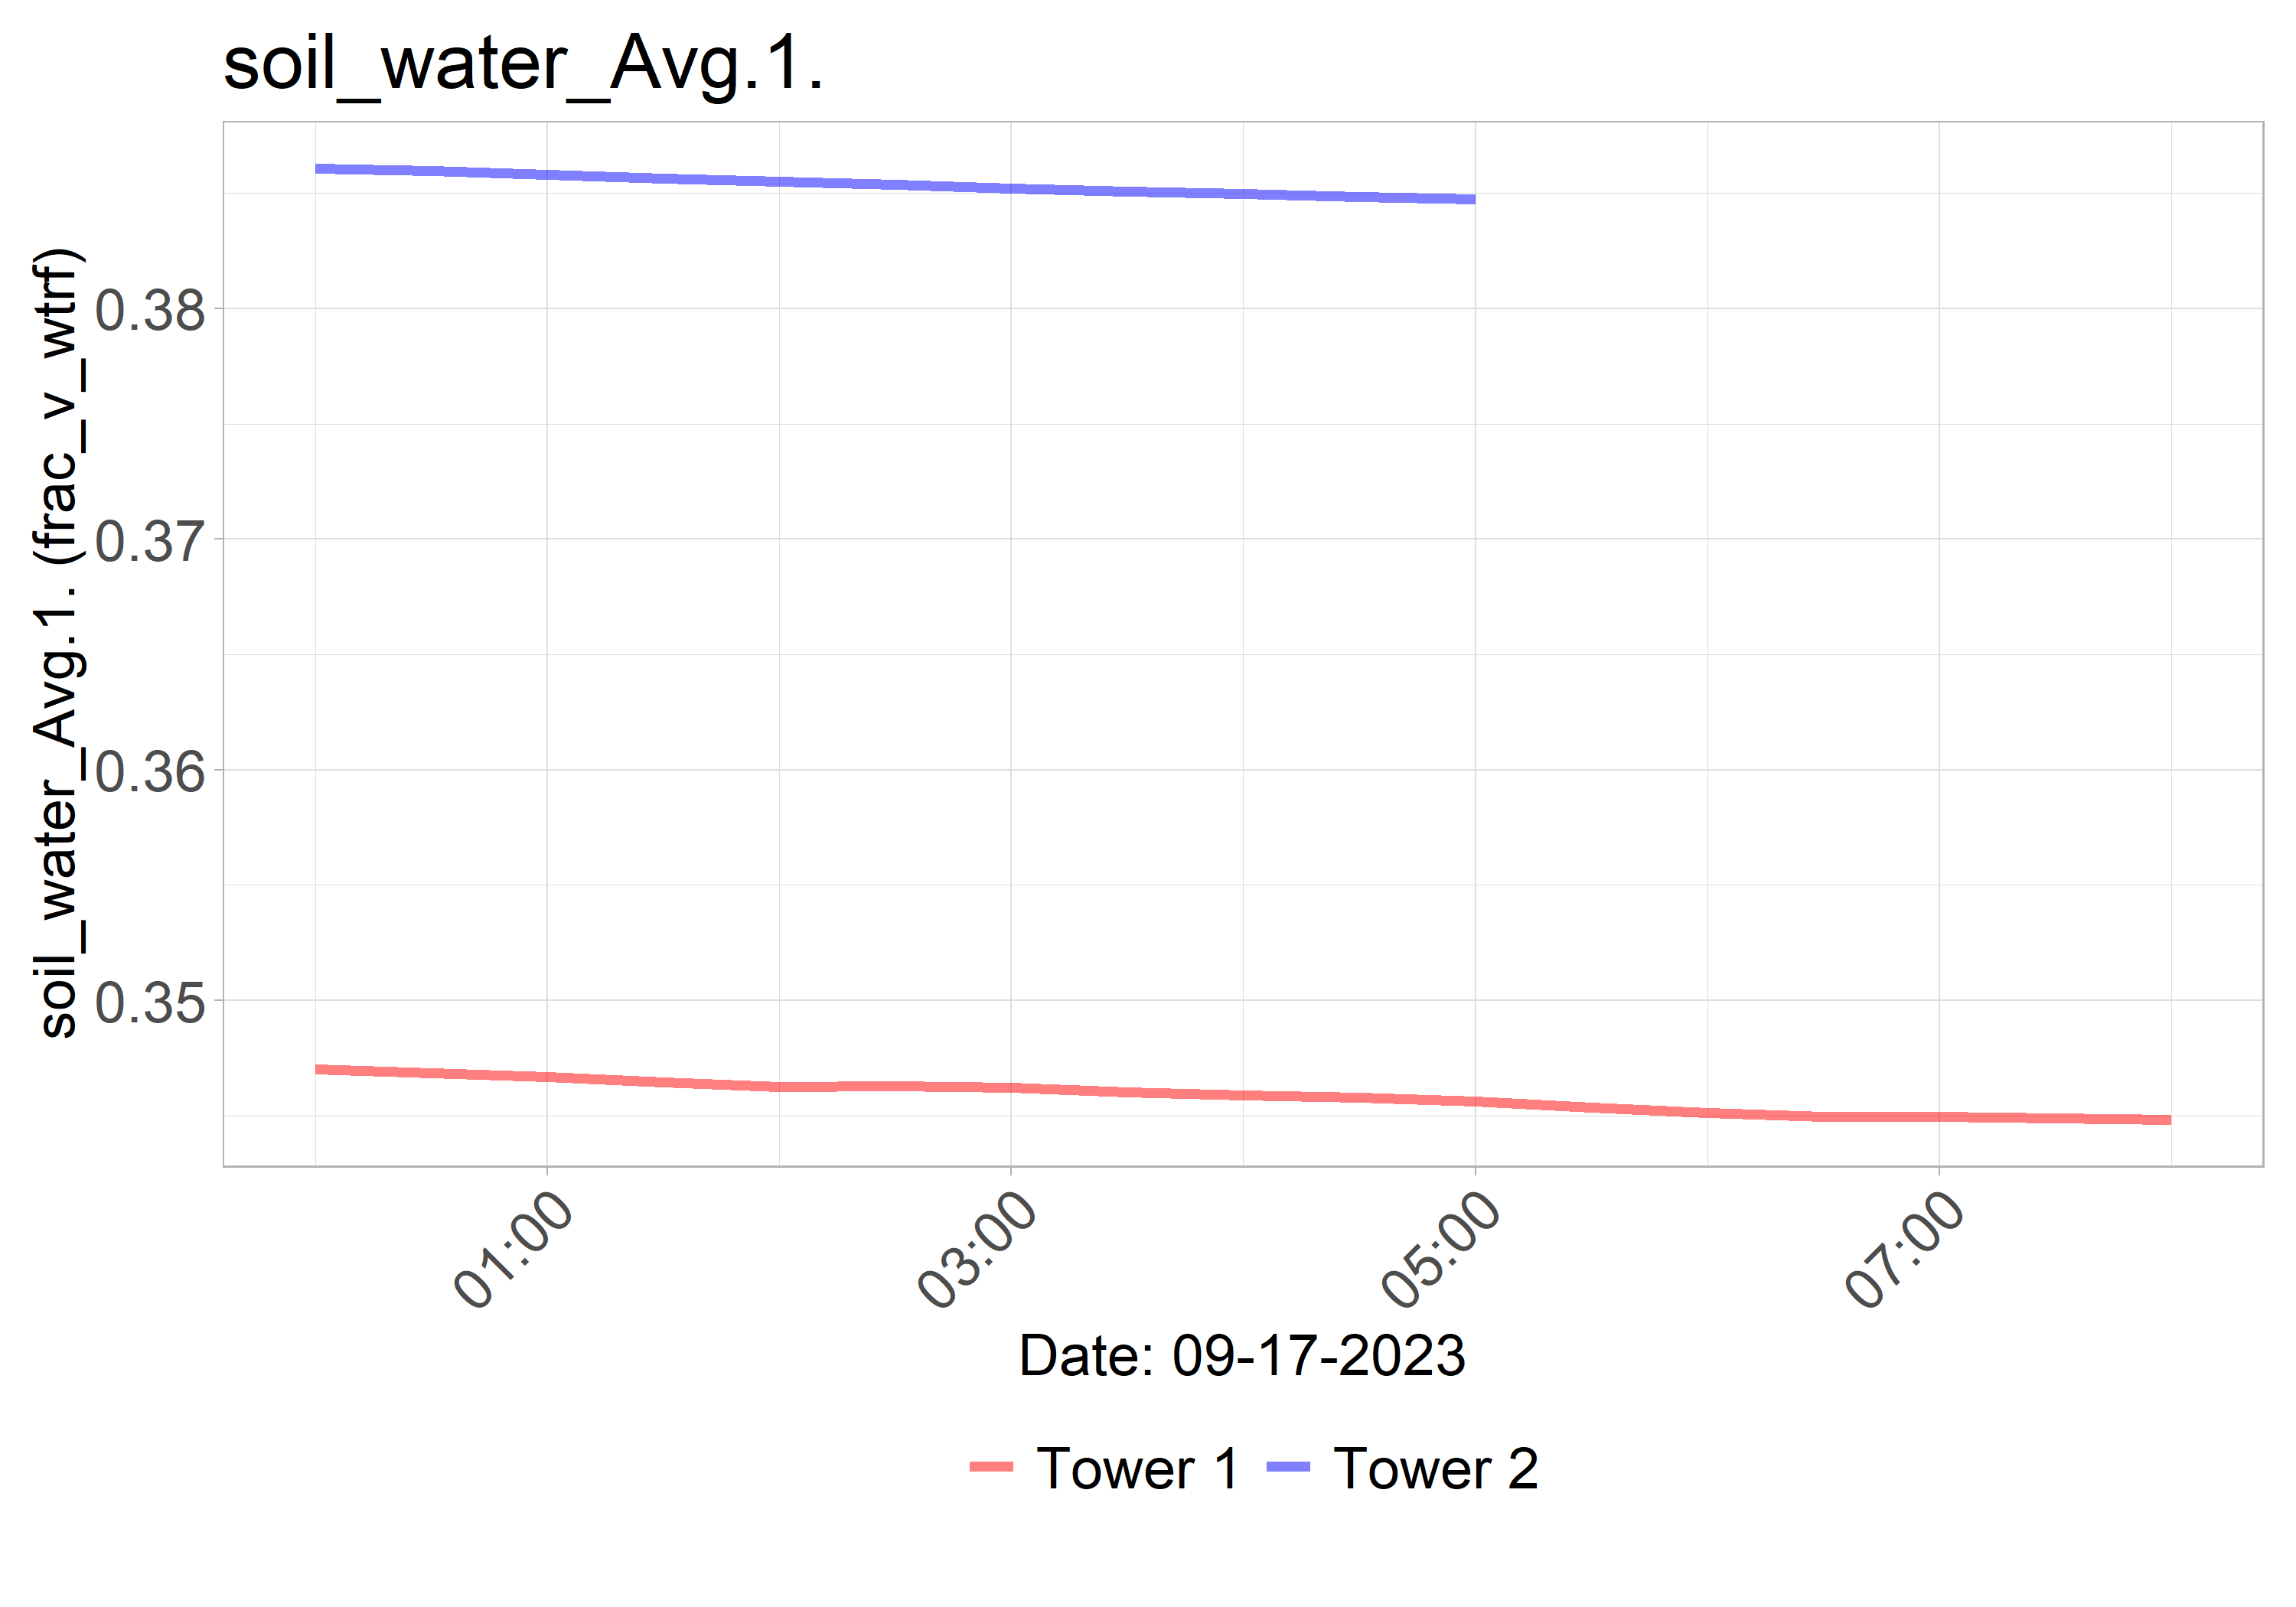 soil_water_Avg.1.
soil_water_Avg.1. (frac_v_wtrf)
0.38
0.37
0.36
0.35
01:00
03:00
05:00
07:00
Date: 09-17-2023
Tower 1
Tower 2